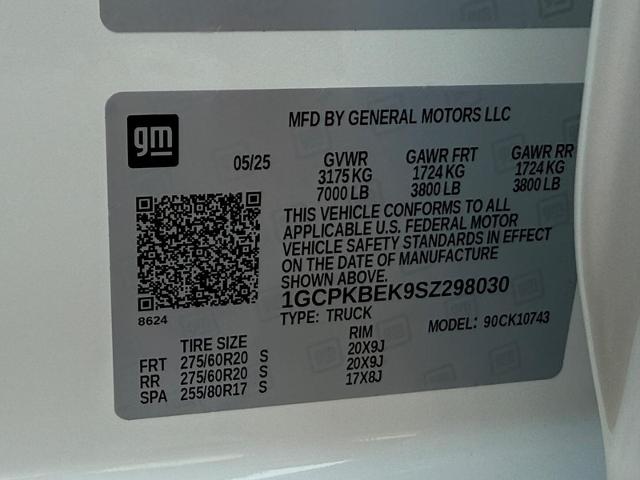 gm
MFD BY GENERAL MOTORS LLC
05/25 GVWR GAWR FRT GAWR RR
3175 KG 1724 KG 1724 KG
7000 LB 3800 LB 3800 LB
THIS VEHICLE CONFORMS TO ALL
APPLICABLE U.S. FEDERAL MOTOR
VEHICLE SAFETY STANDARDS IN EFFECT
ON THE DATE OF MANUFACTURE
SHOWN ABOVE.
1GCPKBEK9SZ298030
8624
TYPE: TRUCK MODEL: 90CK10743
TIRE SIZE RIM
FRT 275/60R20 S 20X9J
RR 275/60R20 S 20X9J
SPA 255/80R17 S 17X8J